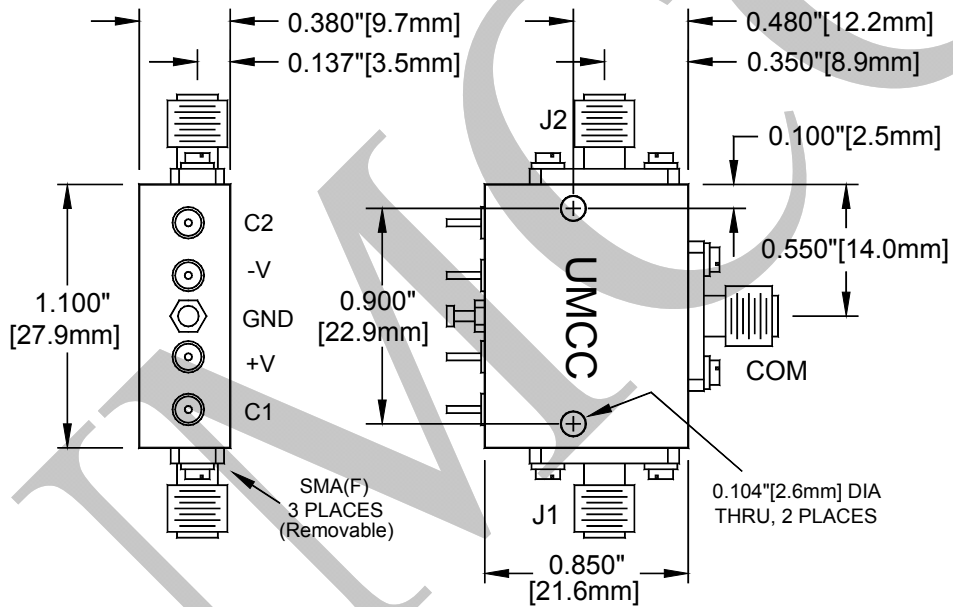 0.380"[9.7mm]
0.137"[3.5mm]
0.480"[12.2mm]
0.350"[8.9mm]
J2
0.100"[2.5mm]
0.550"[14.0mm]
C2
-V
GND
+V
C1
1.100"
[27.9mm]
0.900"
[22.9mm]
UMCC
COM
SMA(F)
3 PLACES
(Removable)
J1
0.104"[2.6mm] DIA
THRU, 2 PLACES
0.850"
[21.6mm]